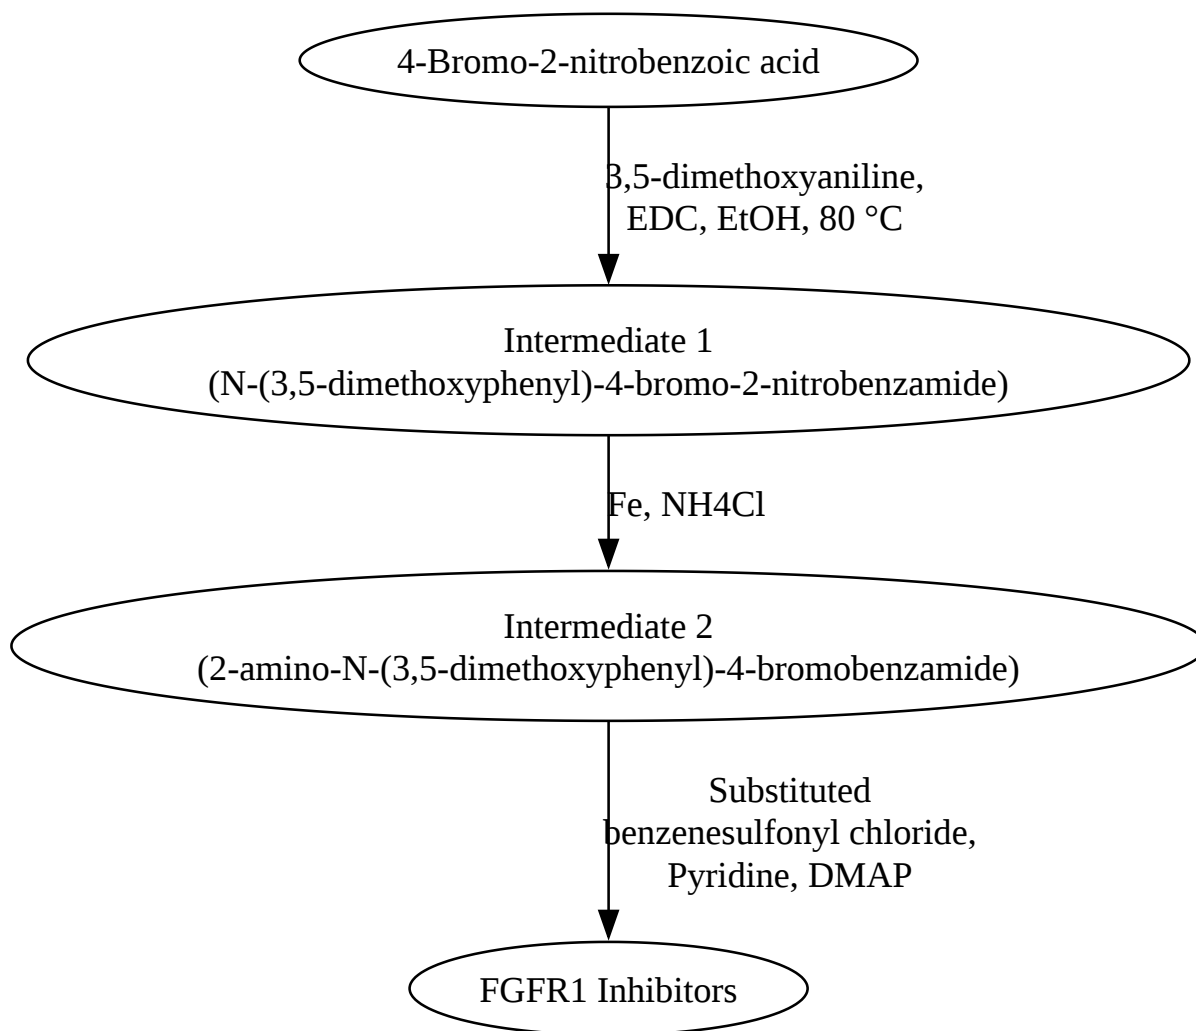 4-Bromo-2-nitrobenzoic acid
3,5-dimethoxyaniline,
EDC, EtOH, 80 °C
Intermediate 1
(N-(3,5-dimethoxyphenyl)-4-bromo-2-nitrobenzamide)
Fe, NH4Cl
Intermediate 2
(2-amino-N-(3,5-dimethoxyphenyl)-4-bromobenzamide)
Substituted
benzenesulfonyl chloride,
Pyridine, DMAP
FGFR1 Inhibitors